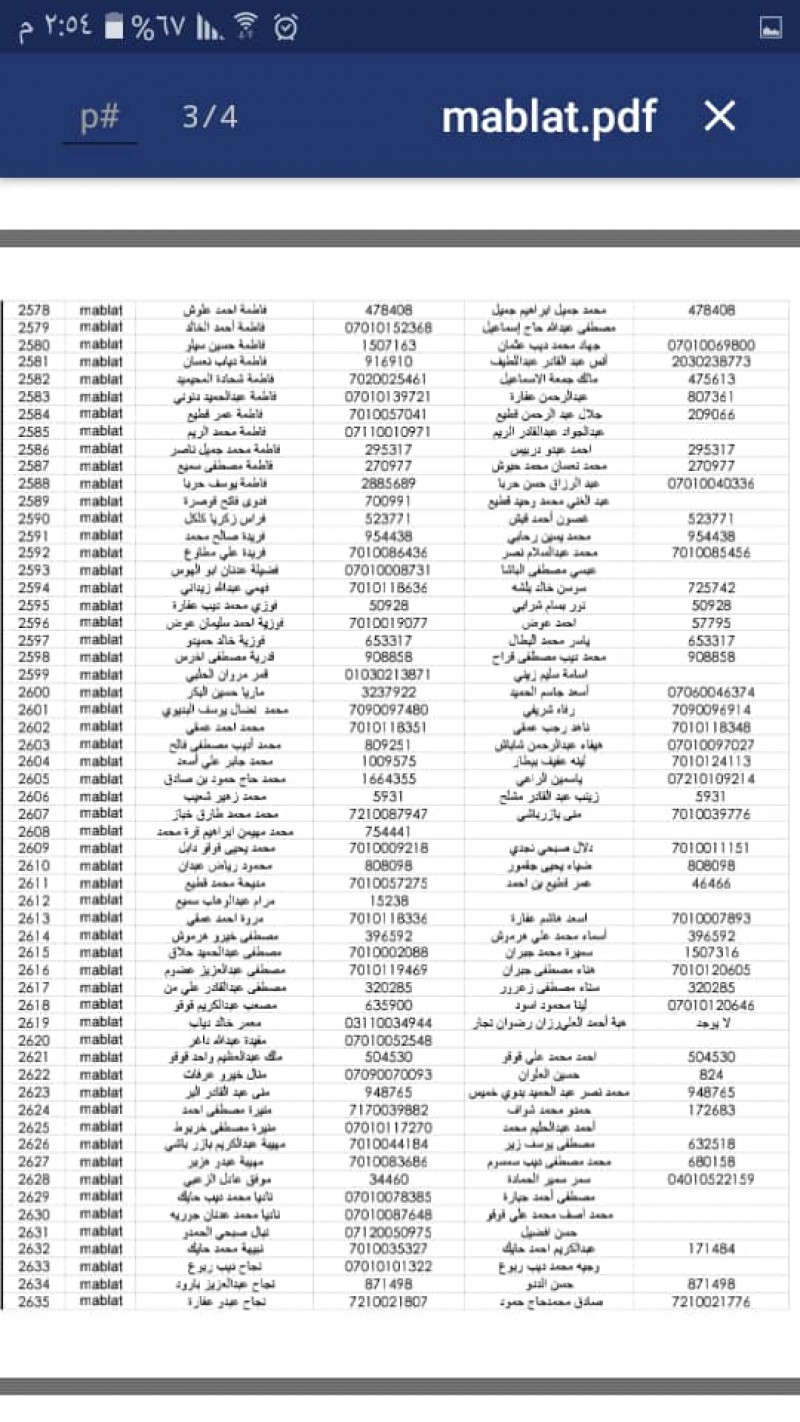 م ٢:٥٤ %٦٧
p# 3/4 mablat.pdf ×
2578 mablat فاطمة احمد علوش 478408 محمد جميل ابراهيم جميل 478408
2579 mablat فاطمة أحمد الخالد 07010152368 مصطفى عبدالله حاج إسماعيل
2580 mablat فاطمة حسين سيار 1507163 جهاد محمد ديب عثمان 07010069800
2581 mablat فاطمة دياب نعسان 916910 أنس عبد القادر عبداللطيف 2030238773
2582 mablat فاطمة شحادة المحيميد 7020025461 مالك جمعة الاسماعيل 475613
2583 mablat فاطمة عبدالحميد دنوني 07010139721 عبدالرحمن عفارة 807361
2584 mablat فاطمة عمر قطيع 7010057041 جلال عبد الرحمن قطيع 209066
2585 mablat فاطمة محمد الريم 07110010971 عبدالجواد عبدالقادر الريم
2586 mablat فاطمة محمد جميل ناصر 295317 احمد عبدو دربيس 295317
2587 mablat فاطمة مصطفى سميع 270977 محمد نعسان محمد حبوش 270977
2588 mablat فاطمة يوسف حربا 2885689 عبد الرزاق حسن حربا 07010040336
2589 mablat فدوى فاتح قوصرة 700991 عبد الغني محمد وحيد قطيع
2590 mablat فراس زكريا كلكل 523771 غصون أحمد قبش 523771
2591 mablat فريدة صالح محمد 954438 محمد يسين رحابي 954438
2592 mablat فريدة علي مطاوع 7010086436 محمد عبدالسلام نصر 7010085456
2593 mablat فضيلة عدنان ابو الهوس 07010008731 عيسى مصطفى الباشا
2594 mablat فهمي عبدالله زيداني 7010118636 سوسن خالد بلشه 725742
2595 mablat فوزي محمد ديب عفارة 50928 نور بسام شرابي 50928
2596 mablat فوزية احمد سليمان عوض 7010019077 احمد عوض 57795
2597 mablat فوزية خالد حميدو 653317 ياسر محمد البطال 653317
2598 mablat قدرية مصطفى اخرس 908858 محمد ديب مصطفى قراح 908858
2599 mablat قمر مروان الحلبي 01030213871 اسامة سليم زيني
2600 mablat ماريا حسين البكر 3237922 أسعد جاسم الحميد 07060046374
2601 mablat محمد نضال يوسف البديوي 7090097480 رفاء شريفي 7090096914
2602 mablat محمد احمد عمقي 7010118351 ناهد رجب عمقي 7010118348
2603 mablat محمد أديب مصطفى فالح 809251 هيفاء عبدالرحمن شاباش 07010097027
2604 mablat محمد جابر علي أسعد 1009575 لينه عفيف بيطار 7010124113
2605 mablat محمد حاج حمود بن صادق 1664355 ياسمين الراعي 07210109214
2606 mablat محمد زهير شعيب 5931 زينب عبد القادر مشلح 5931
2607 mablat محمد محمد طارق خباز 7210087947 منى بازرباشي 7010039776
2608 mablat محمد مهيمن ابراهيم قرة محمد 754441
2609 mablat محمد يحيى قوقو دابل 7010009218 دلال صبحي نجدي 7010011151
2610 mablat محمود رياض عبدان 808098 ضياء يحيى جقمور 808098
2611 mablat مديحة محمد قطيع 7010057275 عمر قطيع بن احمد 46466
2612 mablat مرام عبدالوهاب سميع 15238
2613 mablat مروة احمد عمقي 7010118336 اسعد هاشم عفارة 7010007893
2614 mablat مصطفى خيرو هرموش 396592 أسماء محمد علي هرموش 396592
2615 mablat مصطفى عبدالحميد حلاق 7010002088 سميرة محمد جبران 1507316
2616 mablat مصطفى عبدالعزيز عضوم 7010119469 هناء مصطفى جبران 7010120605
2617 mablat مصطفى عبدالقادر علي من 320285 سناء مصطفى زعرور 320285
2618 mablat مصعب عبدالكريم قوقو 635900 لينا محمود اسود 07010120646
2619 mablat معمر خالد دياب 03110034944 هبة أحمد العلي رزان رضوان نجار لا يوجد
2620 mablat مفيدة عبدالله داغر 07010052548
2621 mablat ملك عبدالعظيم واحد قوقو 504530 احمد محمد علي قوقو 504530
2622 mablat منال خيرو عرفات 07090070093 حسين العلوان 824
2623 mablat منى عبد القادر البر 948765 محمد نصر عبد الحميد بدوي خميس 948765
2624 mablat منيرة مصطفى احمد 7170039882 حمدو محمد شواف 172683
2625 mablat منيرة مصطفى خربوط 07010117270 أحمد عبدالحليم محمد
2626 mablat مهيبة عبدالكريم بازر باشي 7010044184 مصطفى يوسف زير 632518
2627 mablat مهيبة عبدو هزبر 7010083686 محمد مصطفى ديب سمسوم 680158
2628 mablat موفق عادل الزعبي 34460 سمر سمير الحمادة 04010522159
2629 mablat ناديا محمد ديب حايك 07010078385 مصطفى أحمد جبارة
2630 mablat ناديا محمد عدنان جوريه 07010087648 محمد آصف محمد علي قوقو
2631 mablat نبال صبحي الحمدو 07120050975 حسن افضيل
2632 mablat نبيهة محمد حايك 7010035327 عبدالكريم احمد حايك 171484
2633 mablat نجاح ديب ربوع 07010101322 وجيه محمد ديب ربوع
2634 mablat نجاح عبدالعزيز بارود 871498 حسن الددو 871498
2635 mablat نجاح عبدو عفارة 7210021807 صادق محمدحاج حمود 7210021776